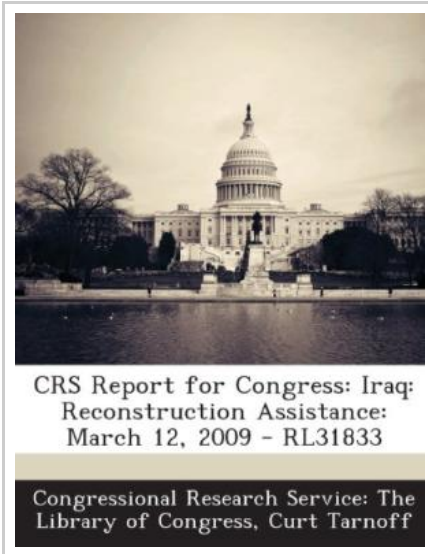 CRS Report for Congress: Iraq:
Reconstruction Assistance:
March 12, 2009 - RL31833
Congressional Research Service: The
Library of Congress, Curt Tarnoff